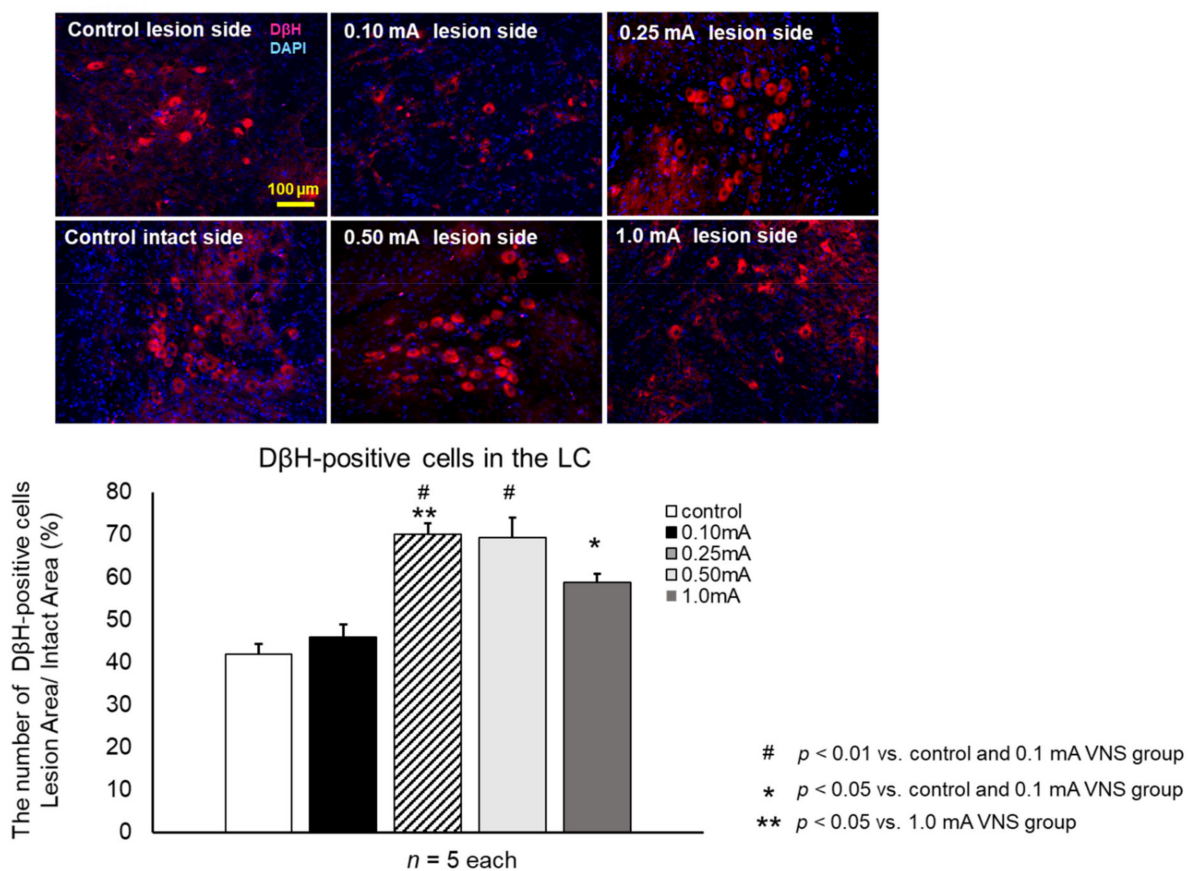 Control lesion side
DβH
DAPI
100 µm
0.10 mA lesion side
0.25 mA lesion side
Control intact side
0.50 mA lesion side
1.0 mA lesion side
DβH-positive cells in the LC
The number of DβH-positive cells
Lesion Area/ Intact Area (%)
80
70
60
50
40
30
20
10
0
#
**
#
*
control
0.10mA
0.25mA
0.50mA
1.0mA
n = 5 each
# p < 0.01 vs. control and 0.1 mA VNS group
* p < 0.05 vs. control and 0.1 mA VNS group
** p < 0.05 vs. 1.0 mA VNS group